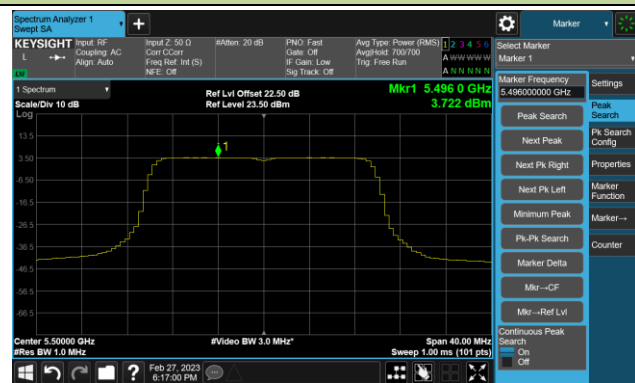 Spectrum Analyzer 1
Swept SA
+
Marker
KEYSIGHT
L
LXI
Input: RF
Coupling: AC
Align: Auto
Input Z: 50 Ω
Corr CCorr
Freq Ref: Int (S)
NFE: Off
#Atten: 20 dB
PNO: Fast
Gate: Off
IF Gain: Low
Sig Track: Off
Avg Type: Power (RMS)
Avg|Hold: 700/700
Trig: Free Run
1 2 3 4 5 6
A W W W W W
A N N N N N
Select Marker
Marker 1
1 Spectrum
Scale/Div 10 dB
Log
Ref Lvl Offset 22.50 dB
Ref Level 23.50 dBm
Mkr1 5.496 0 GHz
3.722 dBm
1
13.5
3.50
-6.50
-16.5
-26.5
-36.5
-46.5
-56.5
-66.5
Center 5.50000 GHz
#Res BW 1.0 MHz
#Video BW 3.0 MHz*
Span 40.00 MHz
Sweep 1.00 ms (101 pts)
Marker Frequency
5.496000000 GHz
Peak Search
Next Peak
Next Pk Right
Next Pk Left
Minimum Peak
Pk-Pk Search
Marker Delta
Mkr→CF
Mkr→Ref Lvl
Continuous Peak
Search
On
Off
Settings
Peak
Search
Pk Search
Config
Properties
Marker
Function
Marker→
Counter
?
Feb 27, 2023
6:17:00 PM